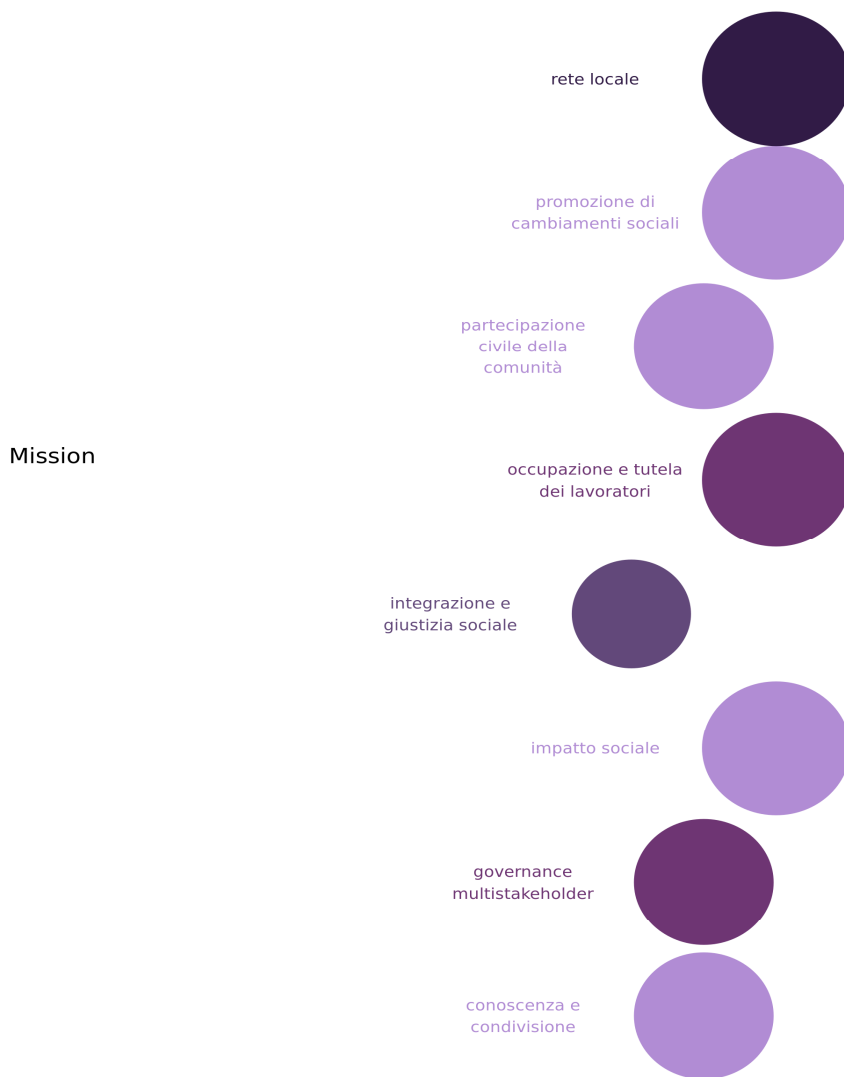 rete locale
promozione di
cambiamenti sociali
partecipazione
civile della
comunità
Mission
occupazione e tutela
dei lavoratori
integrazione e
giustizia sociale
impatto sociale
governance
multistakeholder
conoscenza e
condivisione